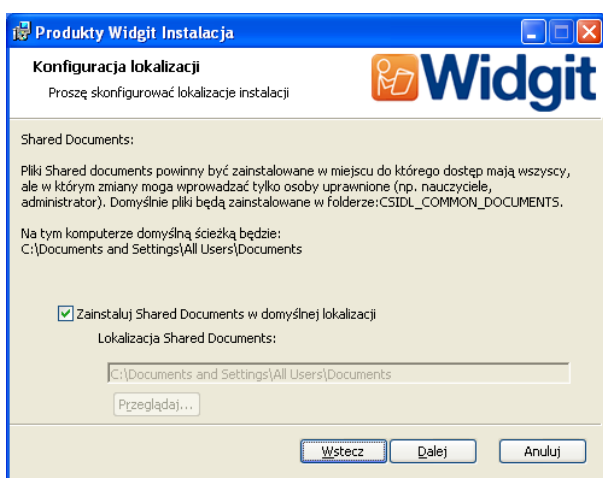 Produkty Widgit Instalacja
Konfiguracja lokalizacji
Proszę skonfigurować lokalizacje instalacji
Widgit
Shared Documents:
Pliki Shared documents powinny być zainstalowane w miejscu do którego dostęp mają wszyscy,
ale w którym zmiany moga wprowadzać tylko osoby uprawnione (np. nauczyciele,
administrator). Domyślnie pliki będą zainstalowane w folderze:CSIDL_COMMON_DOCUMENTS.
Na tym komputerze domyślną ścieżką będzie:
C:\Documents and Settings\All Users\Documents
Zainstaluj Shared Documents w domyślnej lokalizacji
Lokalizacja Shared Documents:
C:\Documents and Settings\All Users\Documents
Przeglądaj...
Wstecz Dalej Anuluj